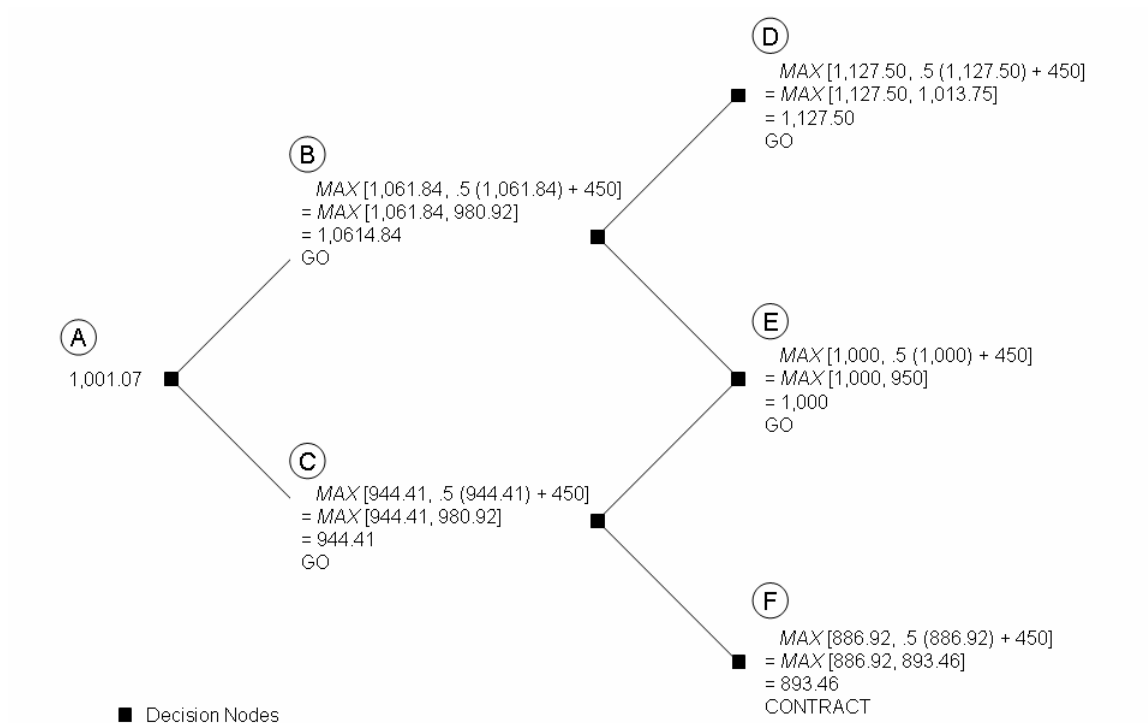 D
MAX [1,127.50, .5 (1,127.50) + 450]
= MAX [1,127.50, 1,013.75]
= 1,127.50
GO
B
MAX [1,061.84, .5 (1,061.84) + 450]
= MAX [1,061.84, 980.92]
= 1,0614.84
GO
A
1,001.07
E
MAX [1,000, .5 (1,000) + 450]
= MAX [1,000, 950]
= 1,000
GO
C
MAX [944.41, .5 (944.41) + 450]
= MAX [944.41, 980.92]
= 944.41
GO
F
MAX [886.92, .5 (886.92) + 450]
= MAX [886.92, 893.46]
= 893.46
CONTRACT
Decision Nodes